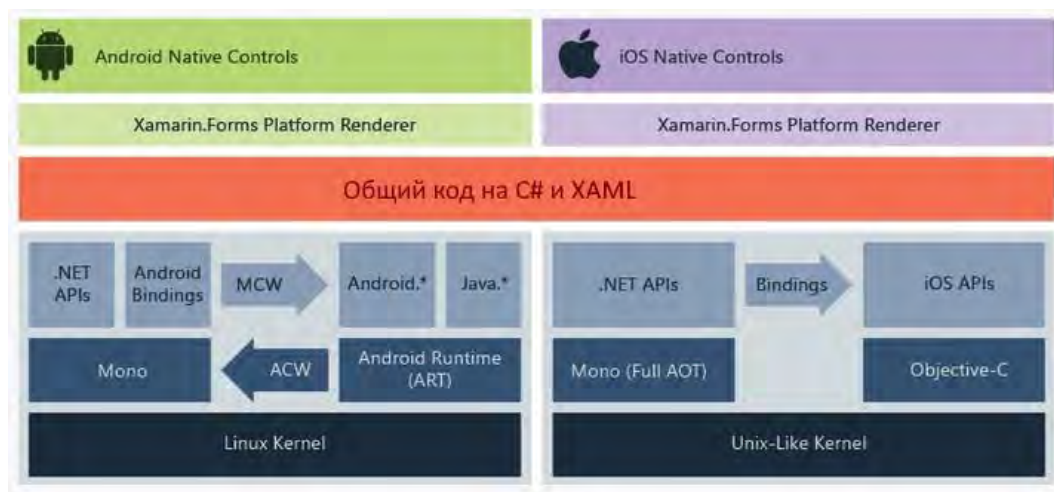 Android Native Controls
iOS Native Controls
Xamarin.Forms Platform Renderer
Xamarin.Forms Platform Renderer
Общий код на C# и XAML
.NET
APIs
Android
Bindings
MCW
Android.*
Java.*
.NET APIs
Bindings
iOS APIs
Mono
ACW
Android Runtime
(ART)
Mono (Full AOT)
Objective-C
Linux Kernel
Unix-Like Kernel